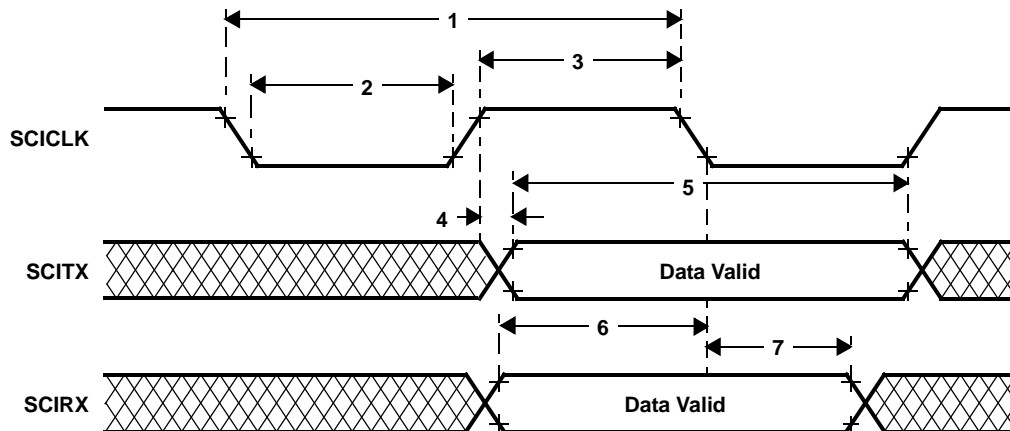 1
3
2
SCICLK
5
4
SCITX
Data Valid
6
7
SCIRX
Data Valid